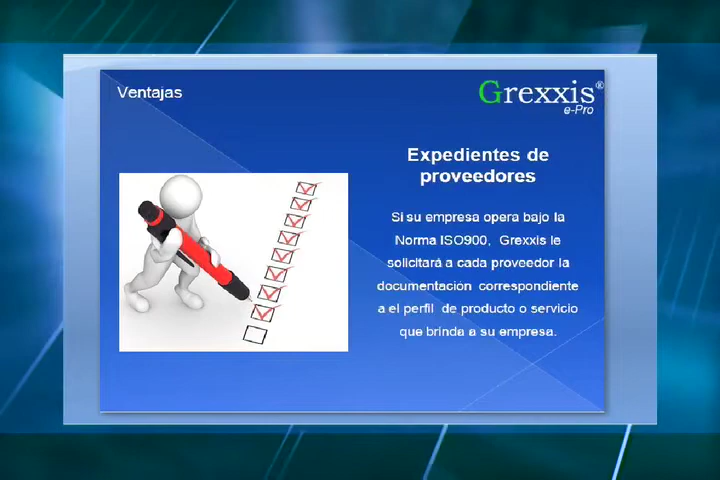 Ventajas
Grexxis®
e-Pro
Expedientes de
proveedores
Si su empresa opera bajo la
Norma ISO900, Grexxis le
solicitará a cada proveedor la
documentación correspondiente
a el perfil de producto o servicio
que brinda a su empresa.